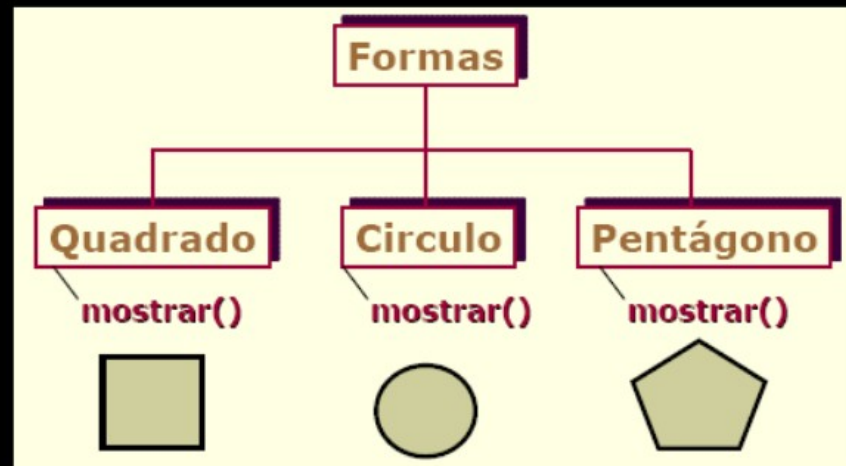 Formas
Quadrado
Circulo
Pentágono
mostrar()
mostrar()
mostrar()